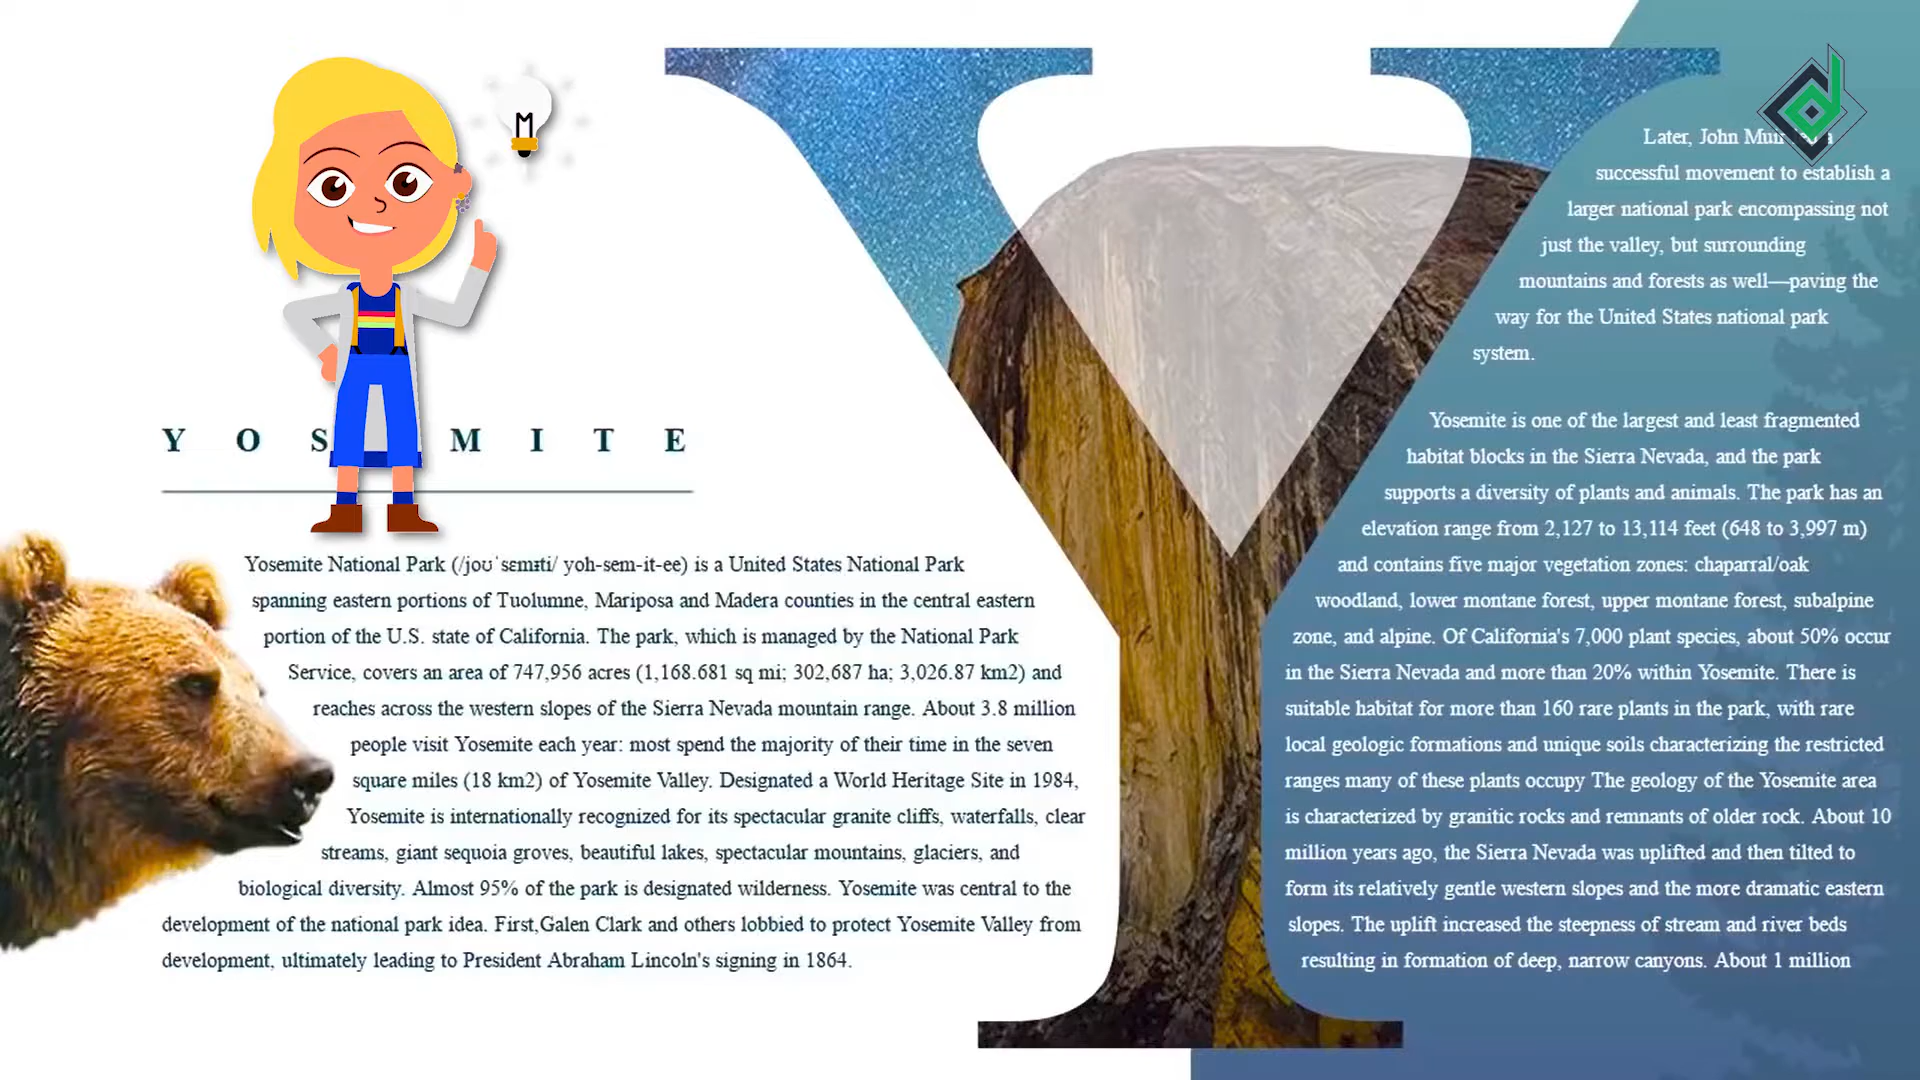 Y
YOS MITE
Yosemite National Park (/joʊˈsɛmɪti/ yoh-sem-it-ee) is a United States National Park
spanning eastern portions of Tuolumne, Mariposa and Madera counties in the central eastern
portion of the U.S. state of California. The park, which is managed by the National Park
Service, covers an area of 747,956 acres (1,168.681 sq mi; 302,687 ha; 3,026.87 km2) and
reaches across the western slopes of the Sierra Nevada mountain range. About 3.8 million
people visit Yosemite each year: most spend the majority of their time in the seven
square miles (18 km2) of Yosemite Valley. Designated a World Heritage Site in 1984,
Yosemite is internationally recognized for its spectacular granite cliffs, waterfalls, clear
streams, giant sequoia groves, beautiful lakes, spectacular mountains, glaciers, and
biological diversity. Almost 95% of the park is designated wilderness. Yosemite was central to the
development of the national park idea. First,Galen Clark and others lobbied to protect Yosemite Valley from
development, ultimately leading to President Abraham Lincoln's signing in 1864.
Later, John Muir a
successful movement to establish a
larger national park encompassing not
just the valley, but surrounding
mountains and forests as well—paving the
way for the United States national park
system.
Yosemite is one of the largest and least fragmented
habitat blocks in the Sierra Nevada, and the park
supports a diversity of plants and animals. The park has an
elevation range from 2,127 to 13,114 feet (648 to 3,997 m)
and contains five major vegetation zones: chaparral/oak
woodland, lower montane forest, upper montane forest, subalpine
zone, and alpine. Of California's 7,000 plant species, about 50% occur
in the Sierra Nevada and more than 20% within Yosemite. There is
suitable habitat for more than 160 rare plants in the park, with rare
local geologic formations and unique soils characterizing the restricted
ranges many of these plants occupy The geology of the Yosemite area
is characterized by granitic rocks and remnants of older rock. About 10
million years ago, the Sierra Nevada was uplifted and then tilted to
form its relatively gentle western slopes and the more dramatic eastern
slopes. The uplift increased the steepness of stream and river beds
resulting in formation of deep, narrow canyons. About 1 million